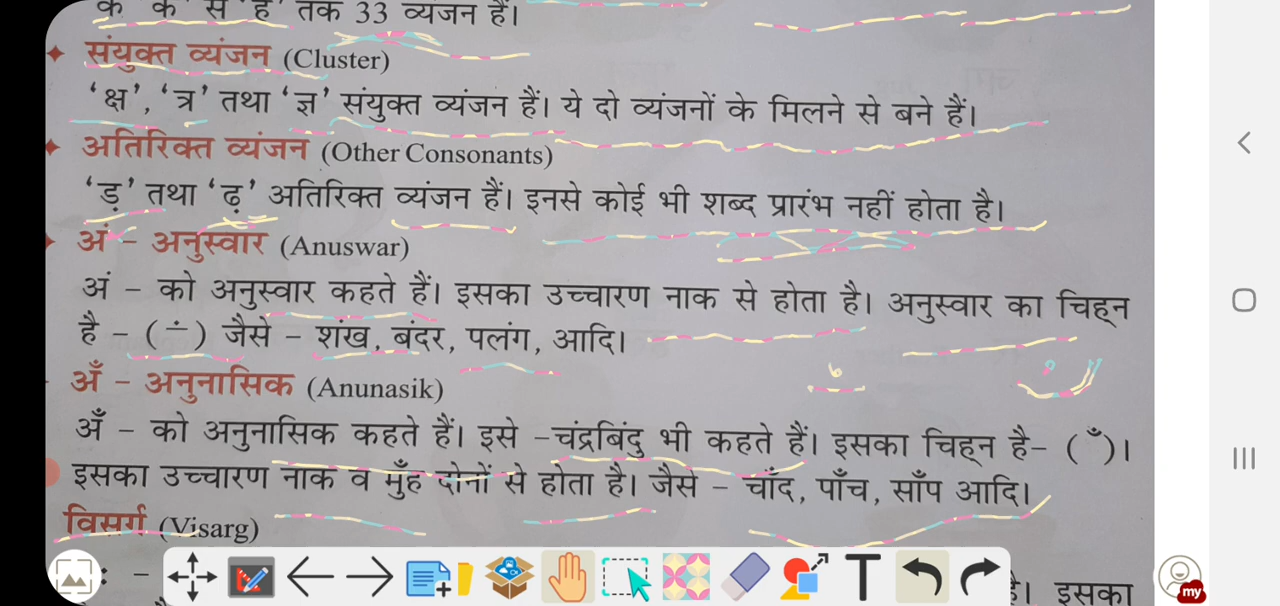 क' से 'ह' तक 33 व्यंजन हैं।
संयुक्त व्यंजन (Cluster)
'क्ष', 'त्र' तथा 'ज्ञ' संयुक्त व्यंजन हैं। ये दो व्यंजनों के मिलने से बने हैं।
अतिरिक्त व्यंजन (Other Consonants)
'ड़' तथा 'ढ़' अतिरिक्त व्यंजन हैं। इनसे कोई भी शब्द प्रारंभ नहीं होता है।
अं - अनुस्वार (Anuswar)
अं - को अनुस्वार कहते हैं। इसका उच्चारण नाक से होता है। अनुस्वार का चिह्न
है - ( ं ) जैसे - शंख, बंदर, पलंग, आदि।
अँ - अनुनासिक (Anunasik)
अँ - को अनुनासिक कहते हैं। इसे -चंद्रबिंदु भी कहते हैं। इसका चिह्न है- ( ँ )।
इसका उच्चारण नाक व मुँह दोनों से होता है। जैसे - चाँद, पाँच, साँप आदि।
विसर्ग (Visarg)
: -
है। इसका
T
my